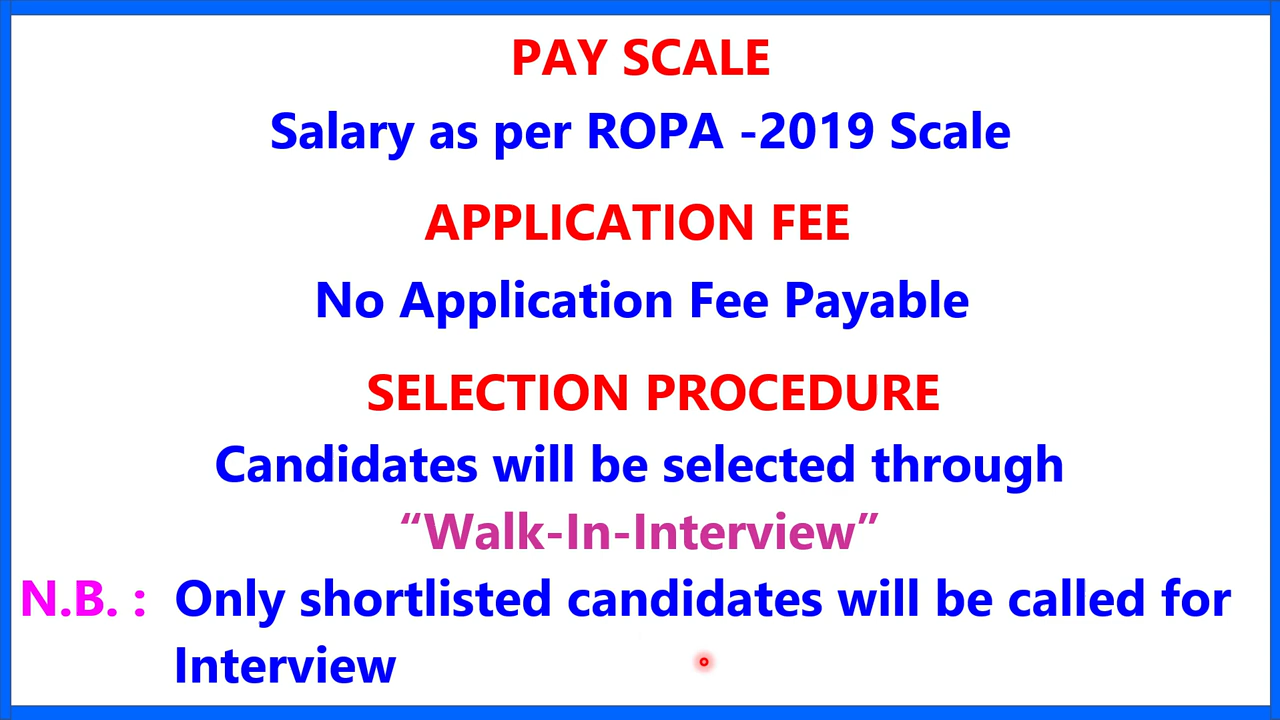 PAY SCALE
Salary as per ROPA -2019 Scale
APPLICATION FEE
No Application Fee Payable
SELECTION PROCEDURE
Candidates will be selected through
“Walk-In-Interview”
N.B. : Only shortlisted candidates will be called for
Interview